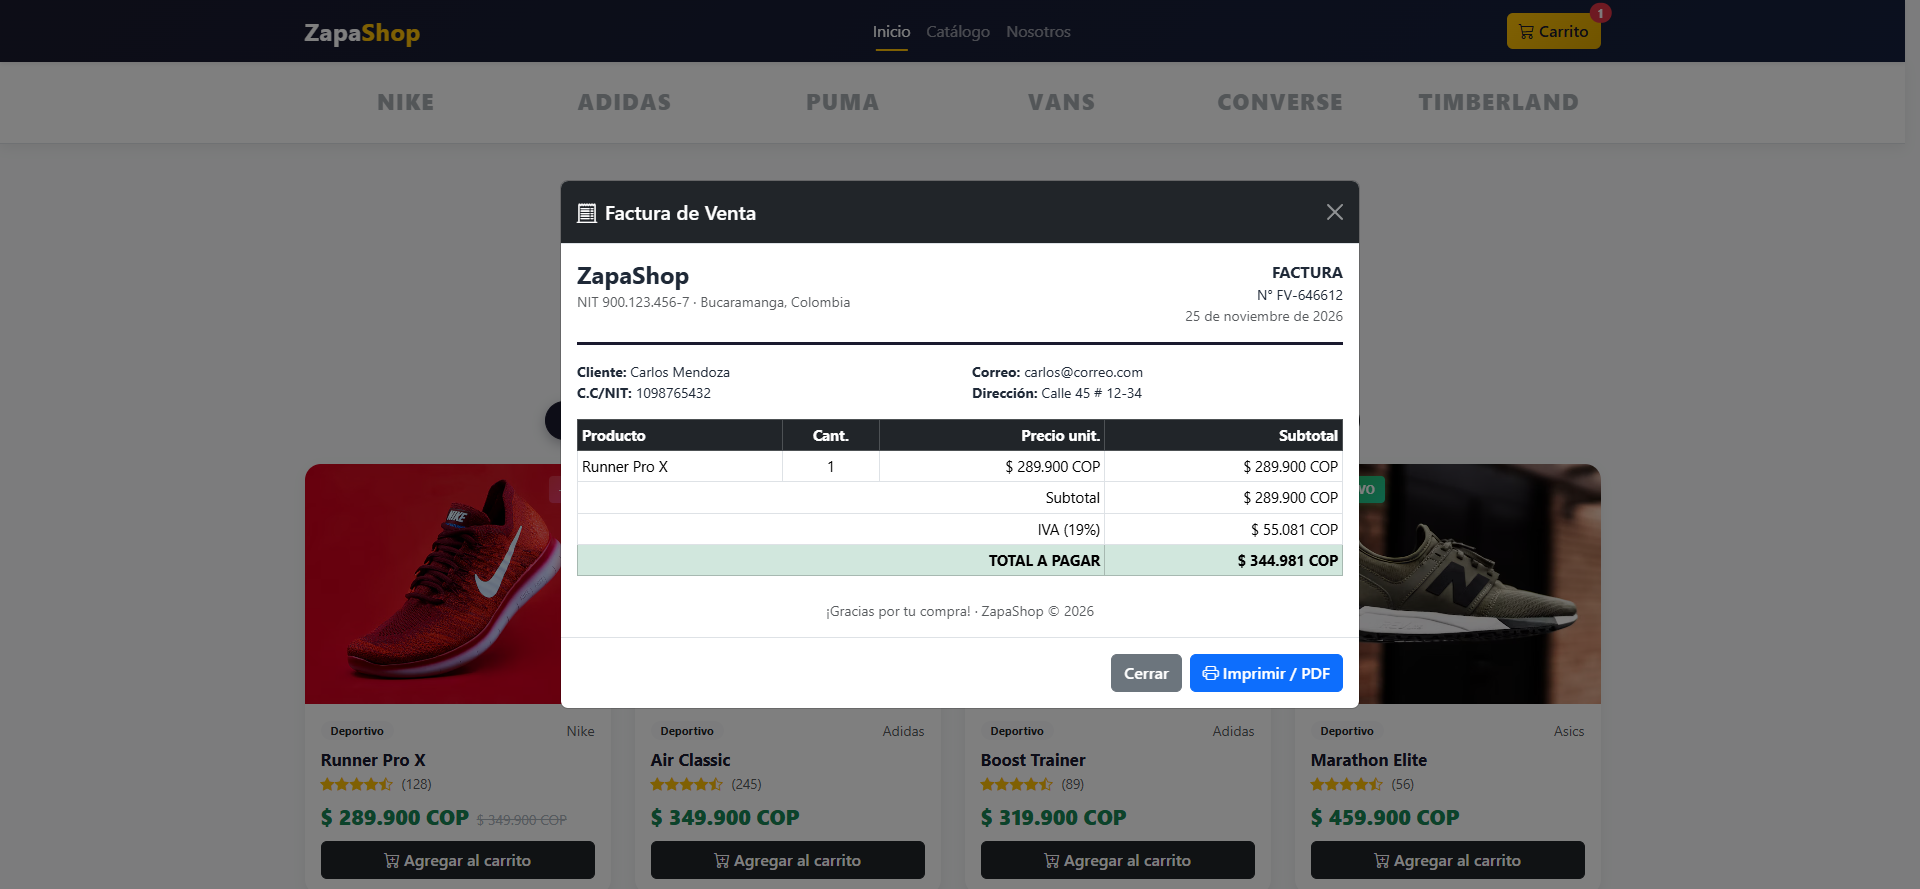 ZapaShop
Inicio Catálogo Nosotros
Carrito
1
NIKE ADIDAS PUMA VANS CONVERSE TIMBERLAND
Factura de Venta
ZapaShop
NIT 900.123.456-7 · Bucaramanga, Colombia
FACTURA
N° FV-646612
25 de noviembre de 2026
Cliente: Carlos Mendoza
C.C/NIT: 1098765432
Correo: carlos@correo.com
Dirección: Calle 45 # 12-34
Producto Cant. Precio unit. Subtotal
Runner Pro X 1 $ 289.900 COP $ 289.900 COP
Subtotal $ 289.900 COP
IVA (19%) $ 55.081 COP
TOTAL A PAGAR $ 344.981 COP
¡Gracias por tu compra! · ZapaShop © 2026
Cerrar Imprimir / PDF
NIKE
Deportivo Nike
Runner Pro X
(128)
$ 289.900 COP $ 349.900 COP
Agregar al carrito
Deportivo Adidas
Air Classic
(245)
$ 349.900 COP
Agregar al carrito
Deportivo Adidas
Boost Trainer
(89)
$ 319.900 COP
Agregar al carrito
Deportivo Asics
Marathon Elite
(56)
$ 459.900 COP
Agregar al carrito